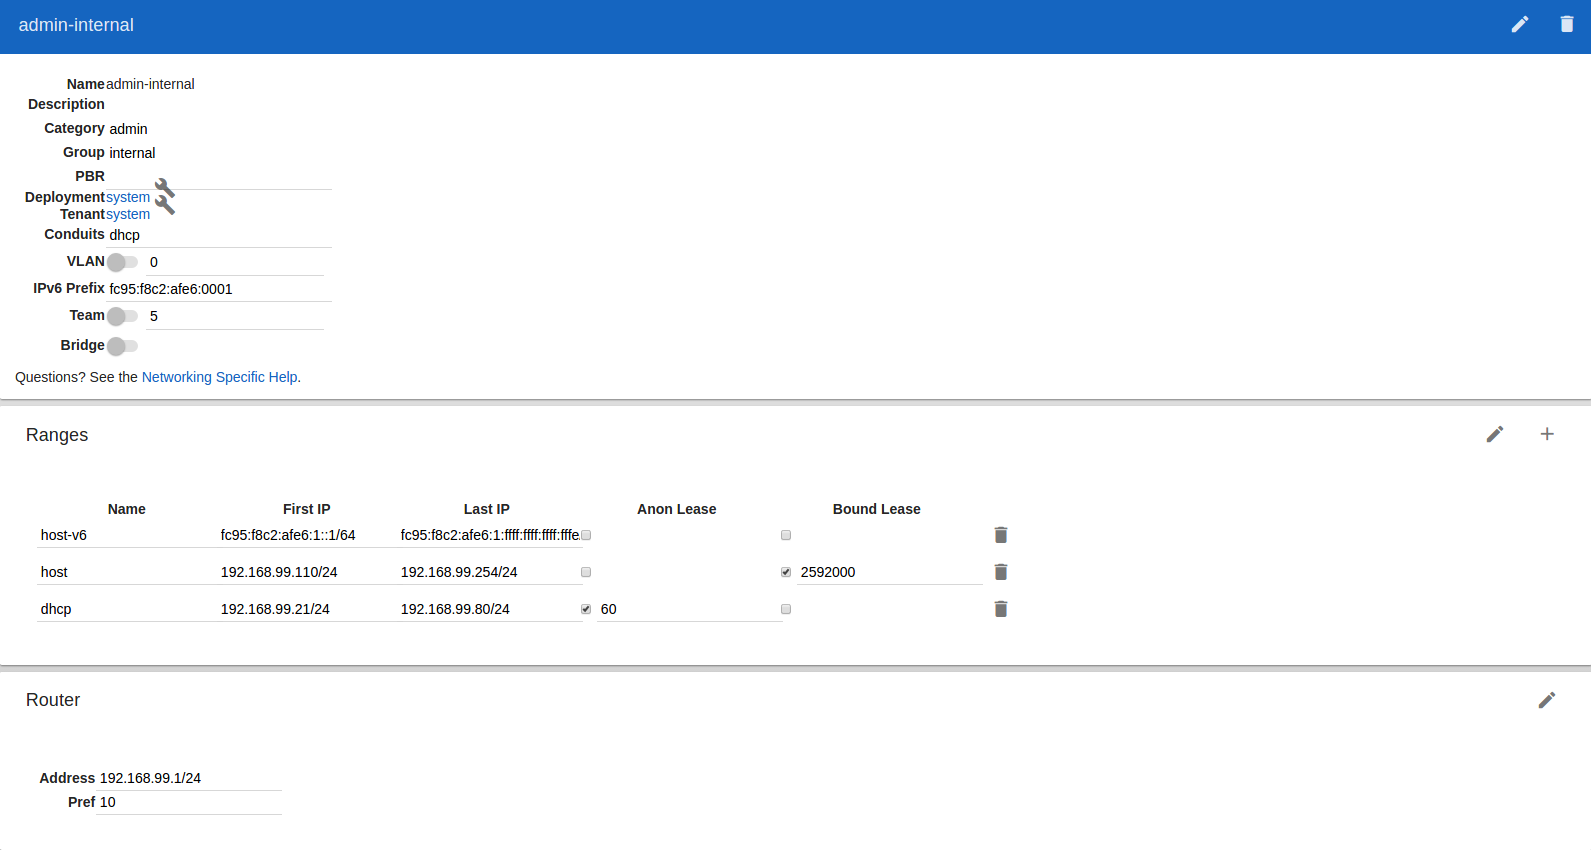 admin-internal
Name admin-internal
Description
Category admin
Group internal
PBR
Deployment system
Tenant system
Conduits dhcp
VLAN 0
IPv6 Prefix fc95:f8c2:afe6:0001
Team 5
Bridge
Questions? See the Networking Specific Help.
Ranges
Name First IP Last IP Anon Lease Bound Lease
host-v6 fc95:f8c2:afe6:1::1/64 fc95:f8c2:afe6:1:ffff:ffff:ffff:fffe
host 192.168.99.110/24 192.168.99.254/24 2592000
dhcp 192.168.99.21/24 192.168.99.80/24 60
Router
Address 192.168.99.1/24
Pref 10